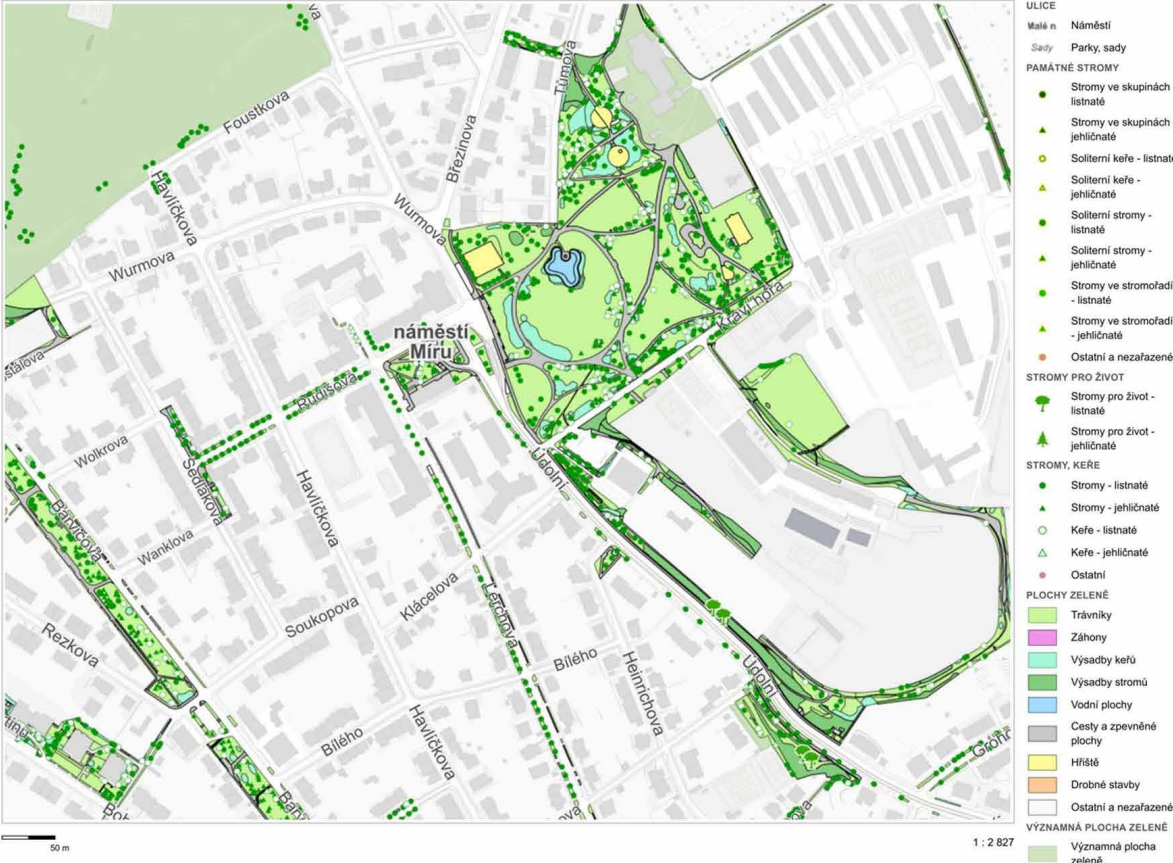 Tůmova
Foustkova
Březinova
Havlíčkova
Wurmova
Wurmova
Kraví hora
náměstí
Míru
Rudišova
Wolkrova
Sedlákova
Údolní
Barvičova
Havlíčkova
Wanklova
Klácelova
Lerchova
Soukopova
Rezkova
Bílého
Heinrichova
Údolní
Havlíčkova
Bílého
50 m
1 : 2 827
ULICE
Malé n Náměstí
Sady Parky, sady
PAMÁTNÉ STROMY
Stromy ve skupinách
listnaté
Stromy ve skupinách
jehličnaté
Soliterní keře - listnaté
Soliterní keře -
jehličnaté
Soliterní stromy -
listnaté
Soliterní stromy -
jehličnaté
Stromy ve stromořadí
- listnaté
Stromy ve stromořadí
- jehličnaté
Ostatní a nezařazené
STROMY PRO ŽIVOT
Stromy pro život -
listnaté
Stromy pro život -
jehličnaté
STROMY, KEŘE
Stromy - listnaté
Stromy - jehličnaté
Keře - listnaté
Keře - jehličnaté
Ostatní
PLOCHY ZELENĚ
Trávníky
Záhony
Výsadby keřů
Výsadby stromů
Vodní plochy
Cesty a zpevněné
plochy
Hřiště
Drobné stavby
Ostatní a nezařazené
VÝZNAMNÁ PLOCHA ZELENĚ
Významná plocha
zeleně